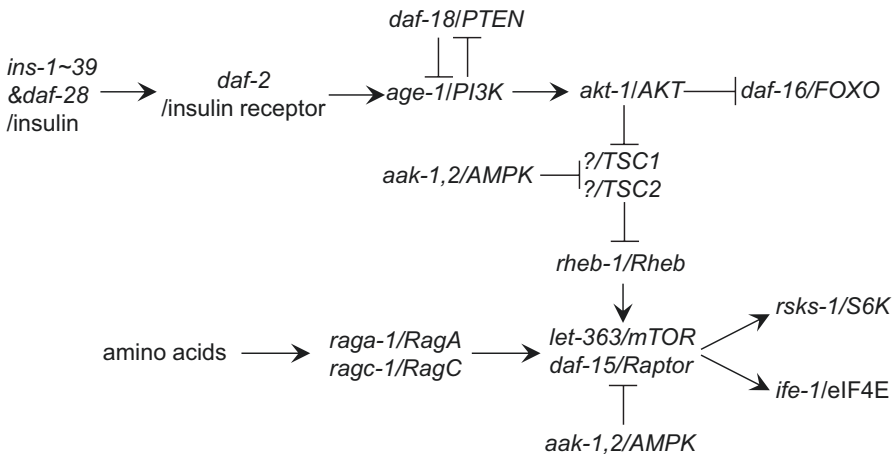 daf-18/PTEN
ins-1~39
&daf-28
/insulin
daf-2
/insulin receptor
age-1/PI3K
akt-1/AKT
daf-16/FOXO
aak-1,2/AMPK
?/TSC1
?/TSC2
rheb-1/Rheb
amino acids
raga-1/RagA
ragc-1/RagC
let-363/mTOR
daf-15/Raptor
rsks-1/S6K
ife-1/eIF4E
aak-1,2/AMPK